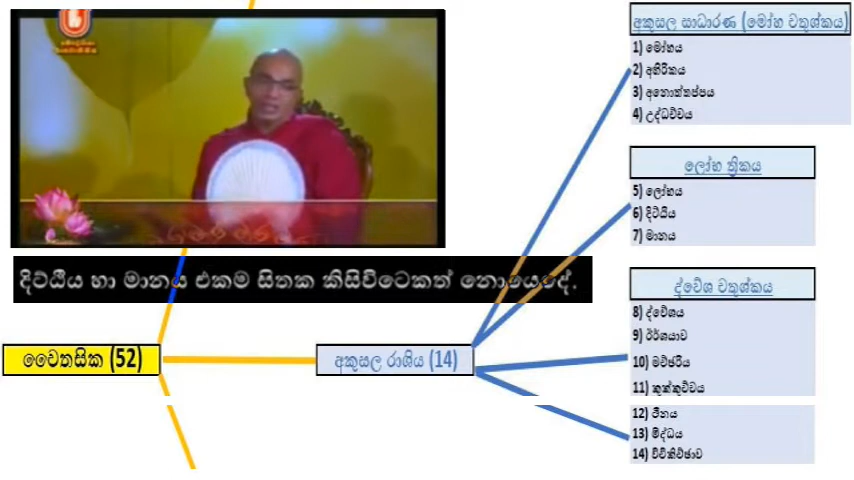 අකුසල සාධාරණ (මෝහ චතුශ්කය)
1) මෝහය
2) අහිරිකය
3) අනොත්තප්පය
4) උද්ධච්චය
ලෝභ ත්‍රිකය
5) ලෝභය
6) දිට්ඨිය
7) මානය
දිට්ඨිය හා මානය එකම සිතක කිසිවිටෙකත් නොයෙදේ.
ද්වේශ චතුශ්කය
8) ද්වේශය
9) ඊර්ශයාව
10) මච්ඡරිය
11) කුක්කුච්චය
චෛතසික (52)
අකුසල රාශිය (14)
12) ථීනය
13) මිද්ධය
14) විචිකිච්ඡාව